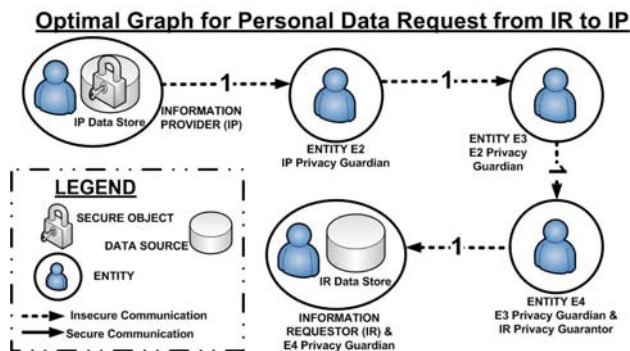 Optimal Graph for Personal Data Request from IR to IP
1
1
IP Data Store
INFORMATION
PROVIDER (IP)
ENTITY E2
IP Privacy Guardian
ENTITY E3
E2 Privacy
Guardian
1
LEGEND
SECURE OBJECT
DATA SOURCE
ENTITY
Insecure Communication
Secure Communication
1
IR Data Store
INFORMATION
REQUESTOR (IR) &
E4 Privacy Guardian
ENTITY E4
E3 Privacy Guardian &
IR Privacy Guarantor